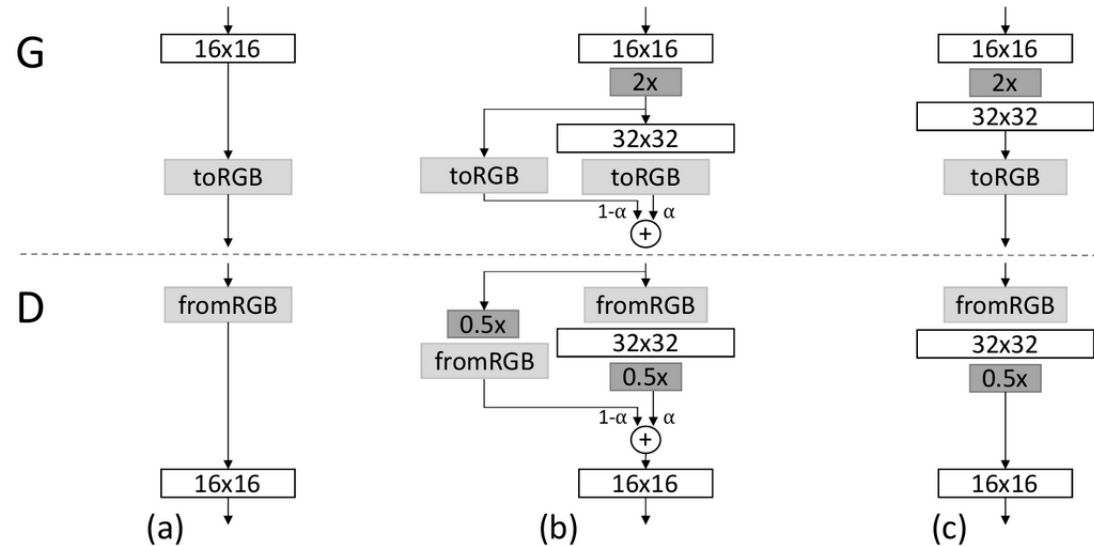 G
16x16
toRGB
16x16
2x
32x32
toRGB
toRGB
1-α
α
+
16x16
2x
32x32
toRGB
D
fromRGB
16x16
0.5x
fromRGB
fromRGB
32x32
0.5x
1-α
α
+
16x16
fromRGB
32x32
0.5x
16x16
(a)
(b)
(c)